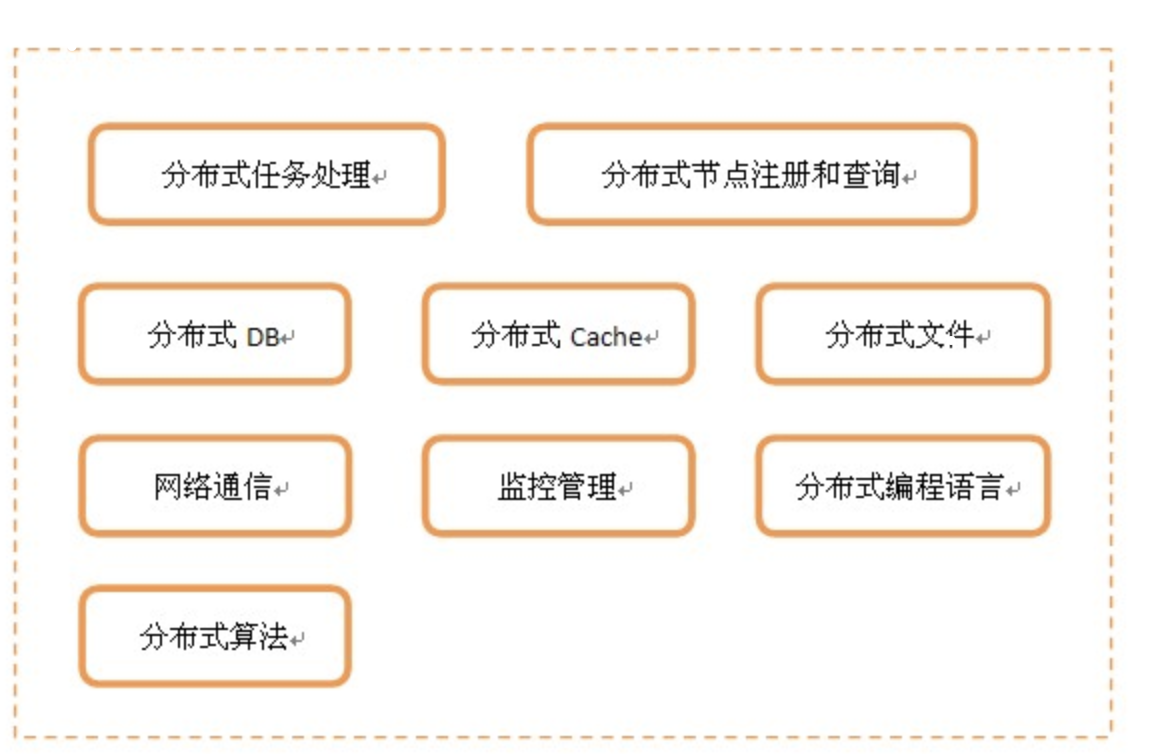 分布式任务处理
分布式节点注册和查询
分布式 DB
分布式 Cache
分布式文件
网络通信
监控管理
分布式编程语言
分布式算法